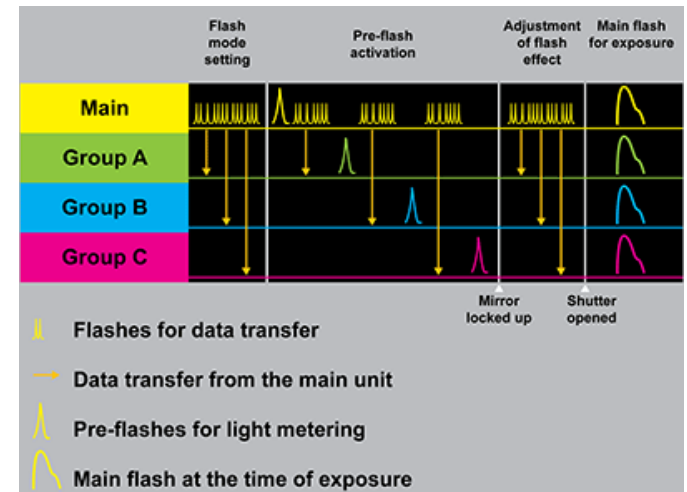 Flash
mode
setting
Pre-flash
activation
Adjustment
of flash
effect
Main flash
for exposure
Main
Group A
Group B
Group C
Mirror
locked up
Shutter
opened
Flashes for data transfer
Data transfer from the main unit
Pre-flashes for light metering
Main flash at the time of exposure